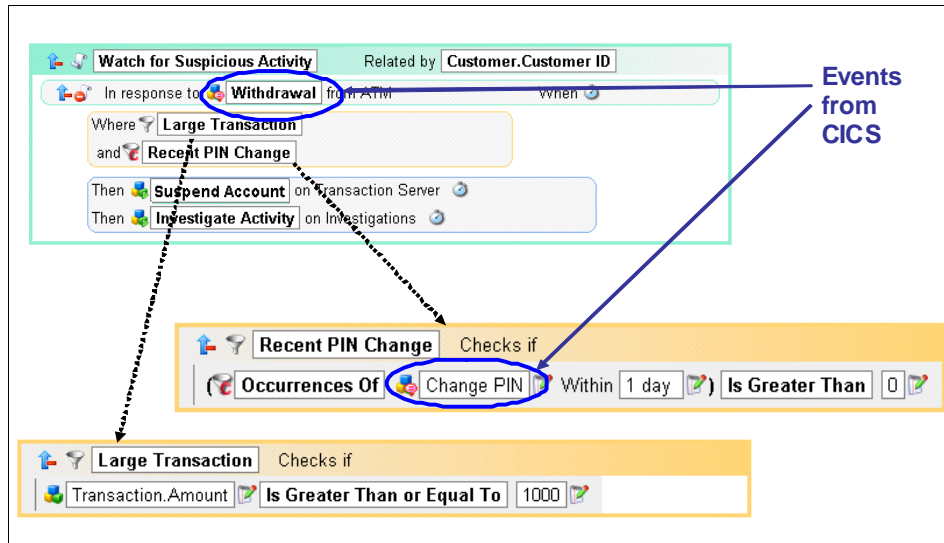 Watch for Suspicious Activity Related by Customer.Customer ID
In response to Withdrawal from ATM When
Where Large Transaction
and Recent PIN Change
Then Suspend Account on Transaction Server
Then Investigate Activity on Investigations
Events
from
CICS
Recent PIN Change Checks if
( Occurrences Of Change PIN Within 1 day ) Is Greater Than 0
Large Transaction Checks if
Transaction.Amount Is Greater Than or Equal To 1000